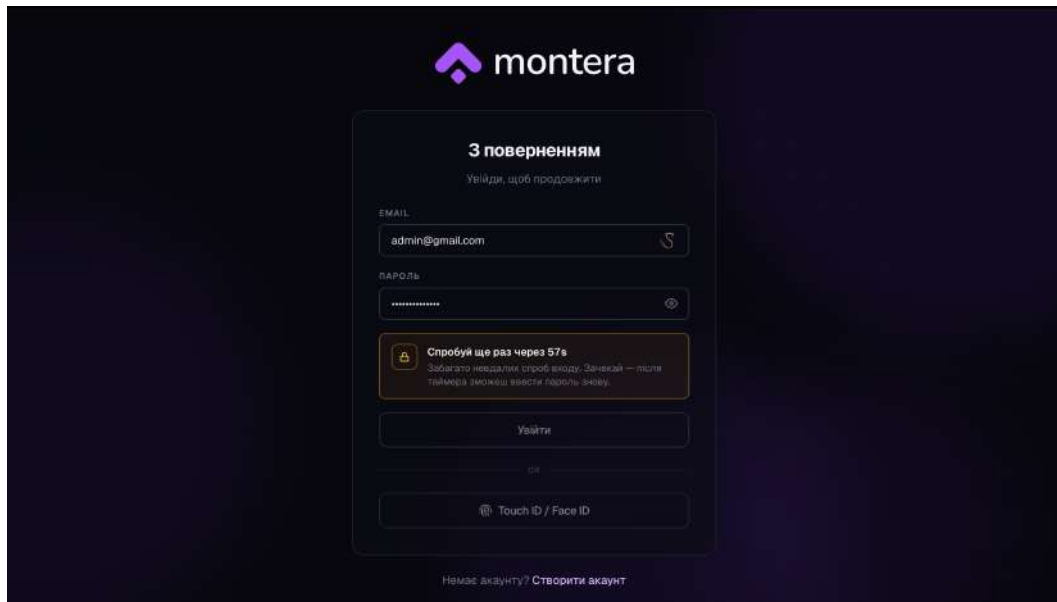 montera
З поверненням
Увійди, щоб продовжити
EMAIL
admin@gmail.com
ПАРОЛЬ
Спробуй ще раз через 57s
Забагато невдалих спроб входу. Зачекай — після
таймера зможеш ввести пароль знову.
Увійти
Touch ID / Face ID
Немає акаунту? Створити акаунт